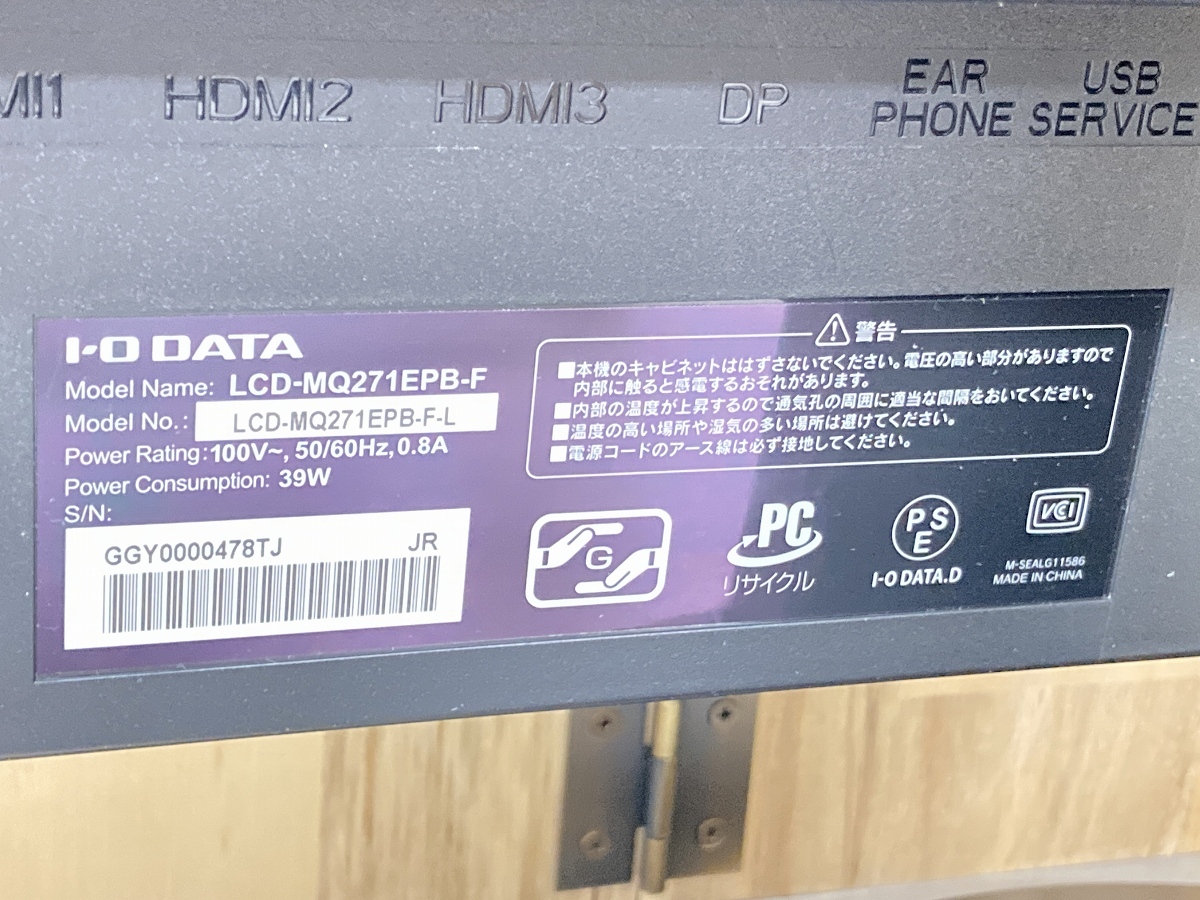 MI1 HDMI2 HDMI3 DP EAR PHONE USB SERVICE
I-O DATA
Model Name: LCD-MQ271EPB-F
Model No.: LCD-MQ271EPB-F-L
Power Rating: 100V~, 50/60Hz, 0.8A
Power Consumption: 39W
S/N:
GGY0000478TJ JR
警告
■本機のキャビネットははずさないでください。電圧の高い部分がありますので
内部に触ると感電するおそれがあります。
■内部の温度が上昇するので通気孔の周囲に適当な間隔をおいてください。
■温度の高い場所や湿気の多い場所は避けてください。
■電源コードのアース線は必ず接地してください。
G
PC
リサイクル
PS
E
I-O DATA.D
VCI
M-SEALG11586
MADE IN CHINA